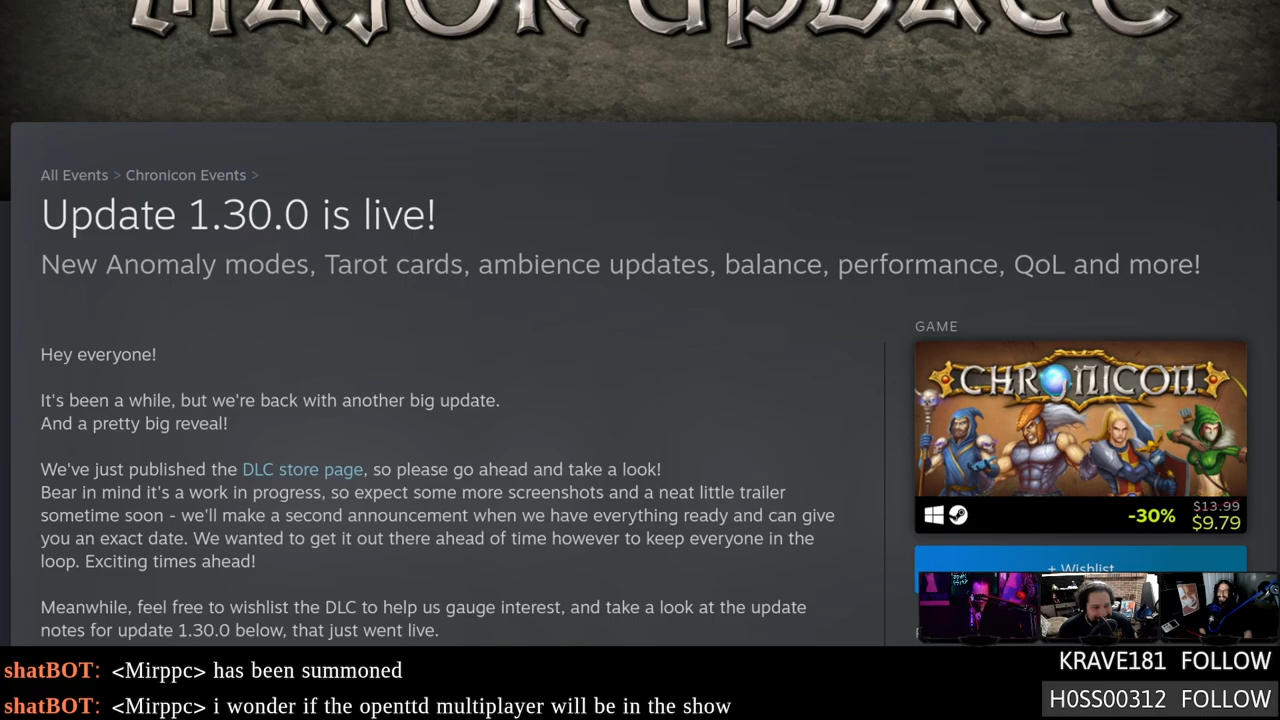 MAJOR UPDATE
All Events > Chronicon Events >
Update 1.30.0 is live!
New Anomaly modes, Tarot cards, ambience updates, balance, performance, QoL and more!
GAME
CHRONICON
-30%
$13.99
$9.79
+ Wishlist
Hey everyone!
It's been a while, but we're back with another big update.
And a pretty big reveal!
We've just published the DLC store page, so please go ahead and take a look!
Bear in mind it's a work in progress, so expect some more screenshots and a neat little trailer
sometime soon - we'll make a second announcement when we have everything ready and can give
you an exact date. We wanted to get it out there ahead of time however to keep everyone in the
loop. Exciting times ahead!
Meanwhile, feel free to wishlist the DLC to help us gauge interest, and take a look at the update
notes for update 1.30.0 below, that just went live.
shatBOT: <Mirppc> has been summoned
shatBOT: <Mirppc> i wonder if the openttd multiplayer will be in the show
KRAVE181 FOLLOW
H0SS00312 FOLLOW